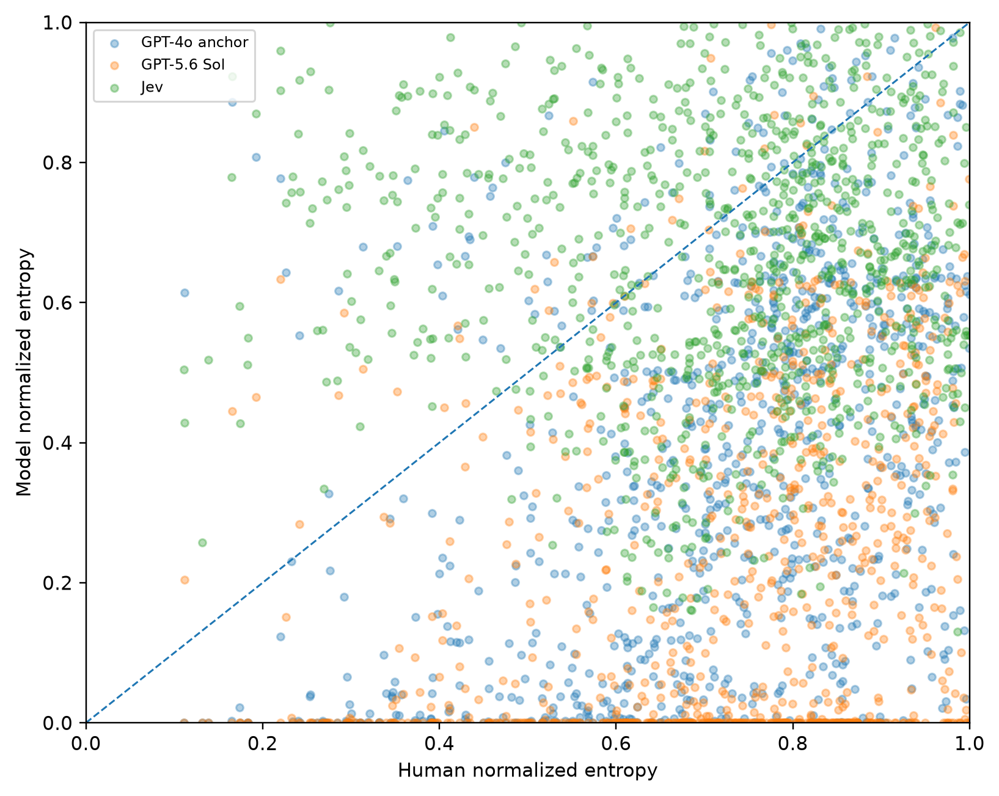 1.0
0.8
0.6
0.4
0.2
0.0
Model normalized entropy
GPT-4o anchor
GPT-5.6 Sol
Jev
0.0 0.2 0.4 0.6 0.8 1.0
Human normalized entropy